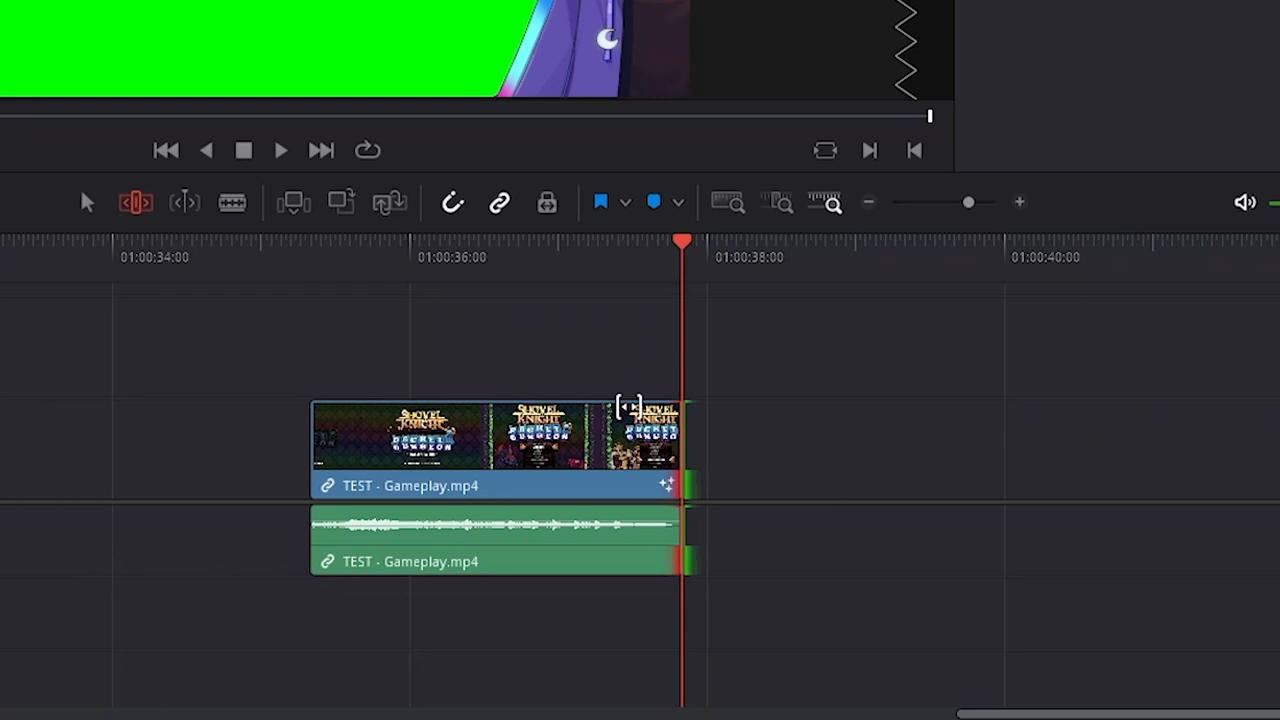 01:00:34:00 01:00:36:00 01:00:38:00 01:00:40:00
SHOVEL KNIGHT POCKET DUNGEON
SHOVEL KNIGHT POCKET DUNGEON
SHOVEL KNIGHT POCKET DUNGEON
TEST - Gameplay.mp4
TEST - Gameplay.mp4